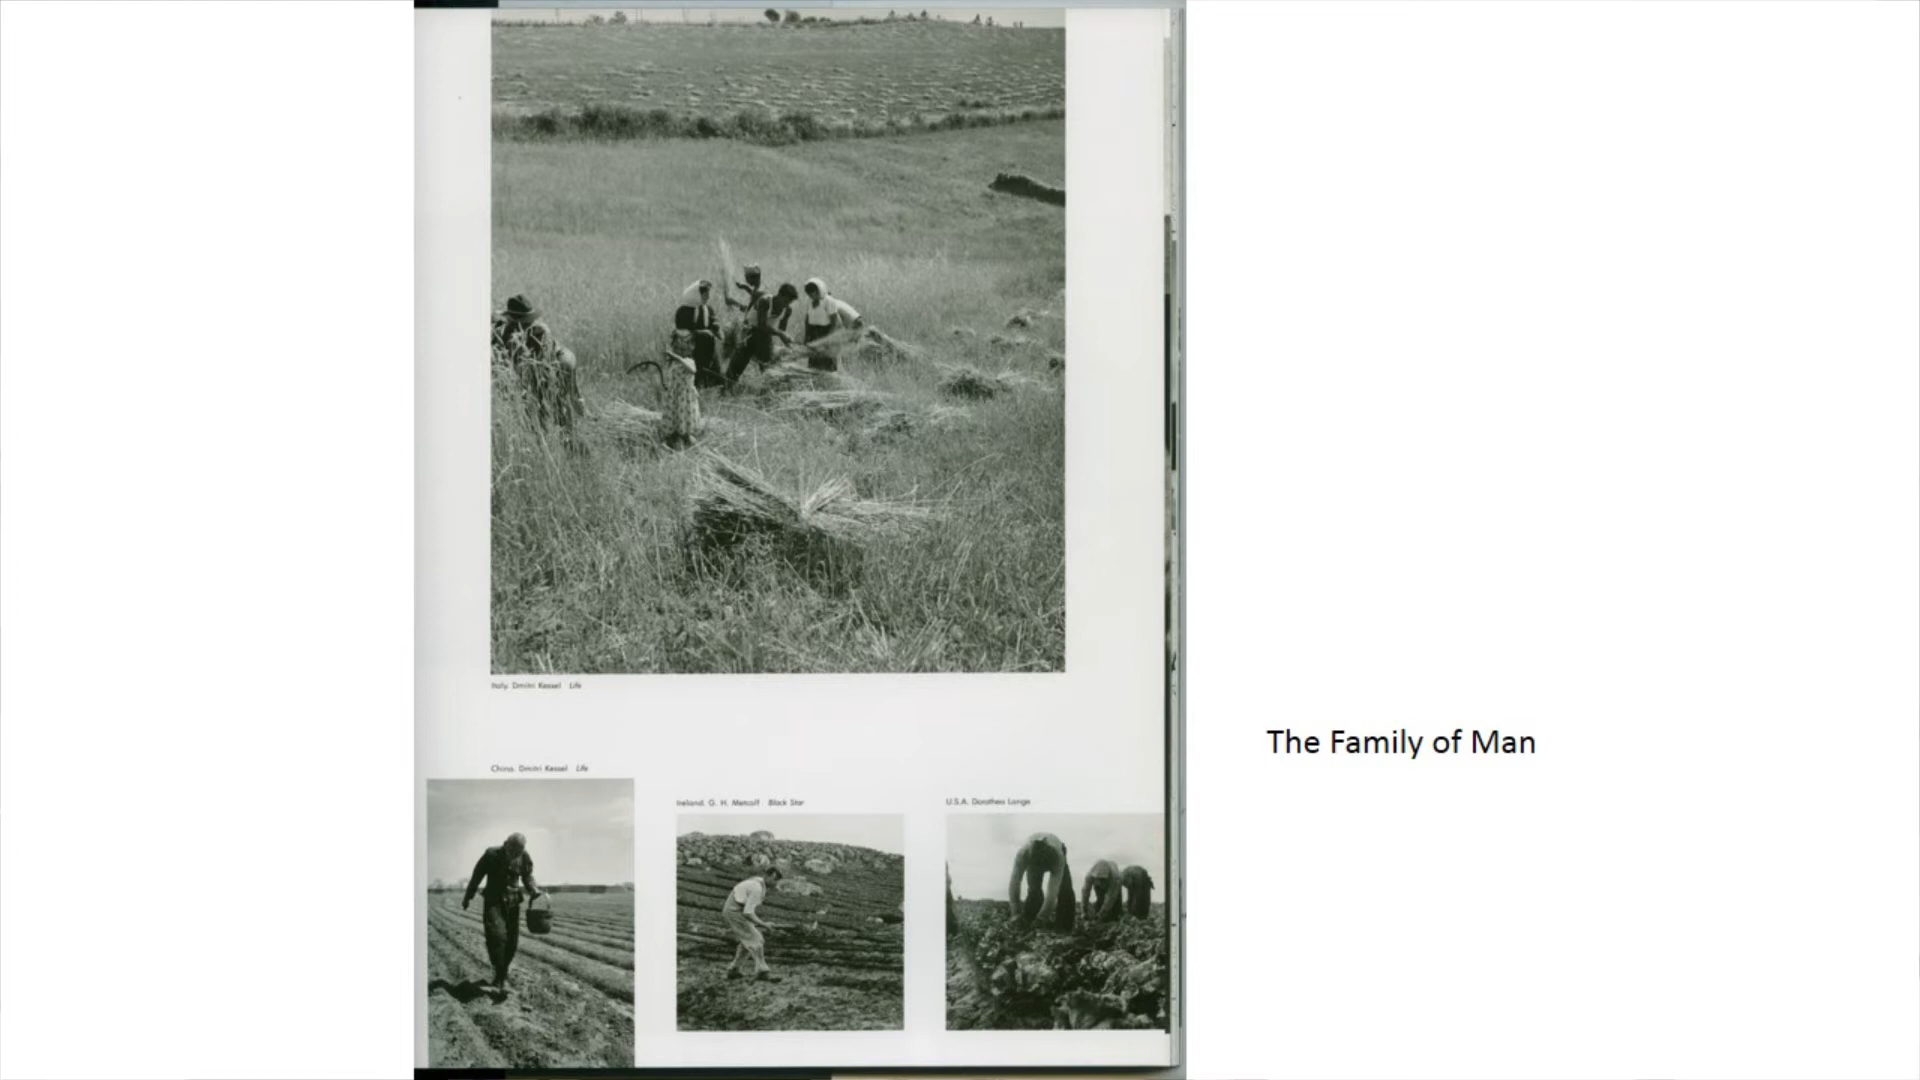 Italy. Dmitri Kessel Life
China. Dmitri Kessel Life
Ireland. G. H. Metcalf Black Star
U.S.A. Dorothea Lange
The Family of Man